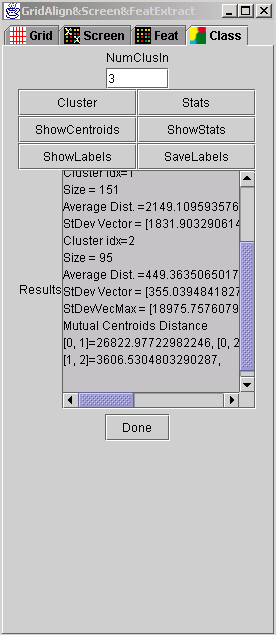 GridAlign&Screen&FeatExtract
Grid Screen Feat Class
NumClusIn
3
Cluster Stats
ShowCentroids ShowStats
ShowLabels SaveLabels
Results
Cluster idx=1
Size = 151
Average Dist. =2149.109593576
StDev Vector = [1831.903290614
Cluster idx=2
Size = 95
Average Dist. =449.3635065017
StDev Vector = [355.0394841827
StDevVecMax = [18975.7576079
Mutual Centroids Distance
[0, 1]=26822.97722982246, [0, 2
[1, 2]=3606.5304803290287,
Done